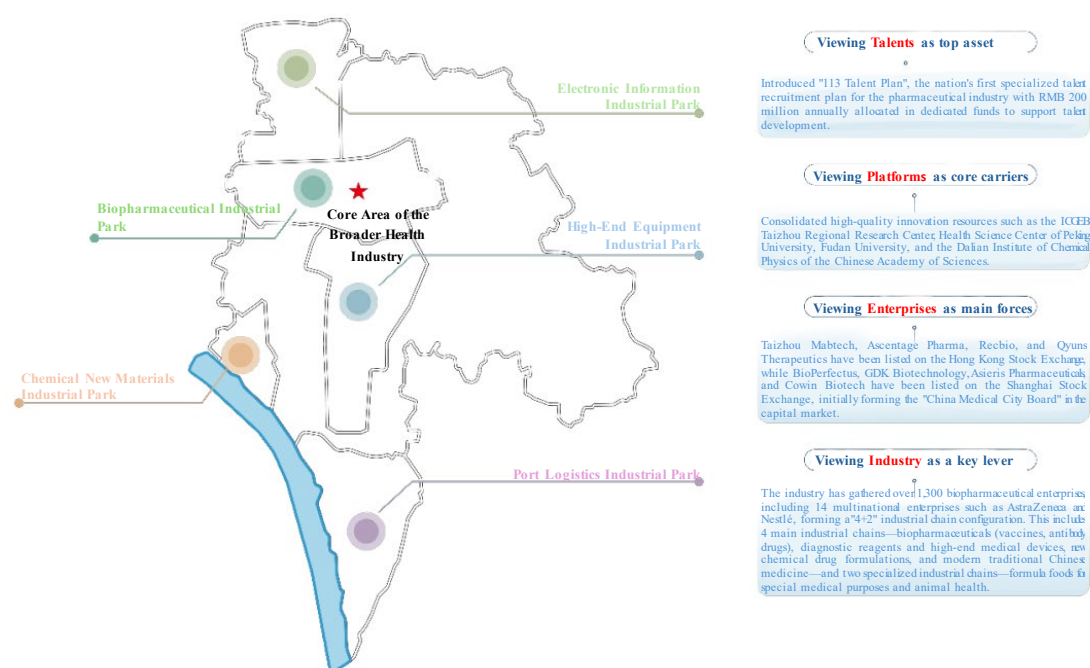 Electronic Information
Industrial Park
Biopharmaceutical Industrial
Park
Core Area of the
Broader Health
Industry
High-End Equipment
Industrial Park
Chemical New Materials
Industrial Park
Port Logistics Industrial Park
Viewing Talents as top asset
Introduced "113 Talent Plan", the nation's first specialized talent
recruitment plan for the pharmaceutical industry with RMB 200
million annually allocated in dedicated funds to support talent
development.
Viewing Platforms as core carriers
Consolidated high-quality innovation resources such as the ICGEB
Taizhou Regional Research Center, Health Science Center of Peking
University, Fudan University, and the Dalian Institute of Chemical
Physics of the Chinese Academy of Sciences.
Viewing Enterprises as main forces
Taizhou Mabtech, Ascentage Pharma, Recbio, and Qyuns
Therapeutics have been listed on the Hong Kong Stock Exchange,
while BioPerfectus, GDK Biotechnology, Asieris Pharmaceuticals,
and Cowin Biotech have been listed on the Shanghai Stock
Exchange, initially forming the "China Medical City Board" in the
capital market.
Viewing Industry as a key lever
The industry has gathered over 1,300 biopharmaceutical enterprises,
including 14 multinational enterprises such as AstraZeneca and
Nestlé, forming a "4+2" industrial chain configuration. This include
4 main industrial chains—biopharmaceuticals (vaccines, antibody
drugs), diagnostic reagents and high-end medical devices, new
chemical drug formulations, and modern traditional Chinese
medicine—and two specialized industrial chains—formula foods for
special medical purposes and animal health.